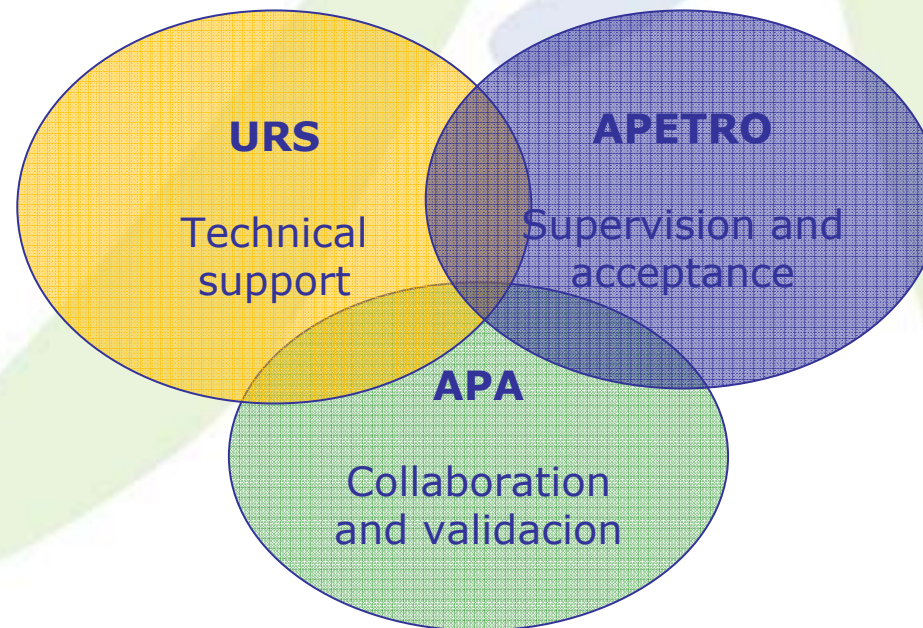 URS
Technical
support
APETRO
Supervision and
acceptance
APA
Collaboration
and validacion